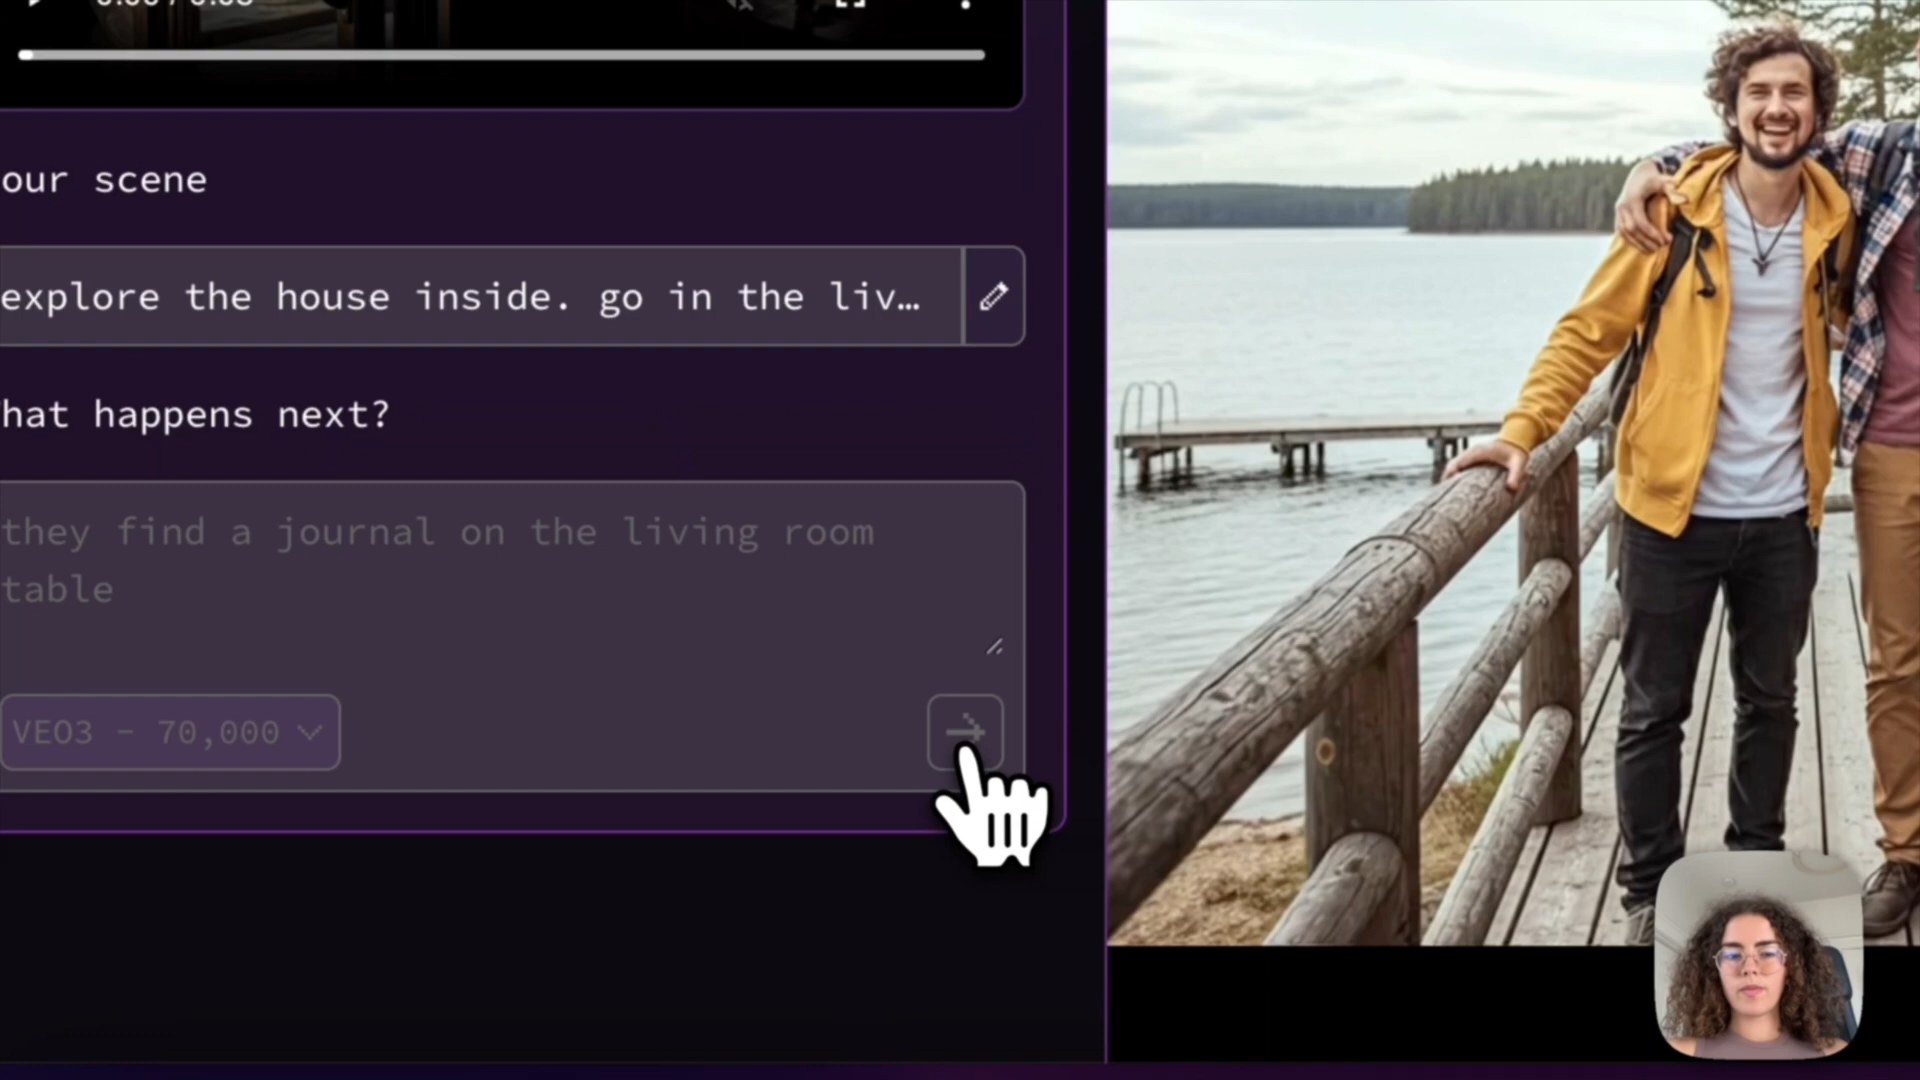 our scene
explore the house inside. go in the liv…
hat happens next?
they find a journal on the living room
table
VEO3 - 70,000